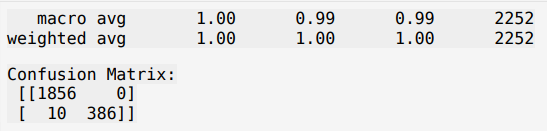 macro avg 1.00 0.99 0.99 2252
weighted avg 1.00 1.00 1.00 2252
Confusion Matrix:
[[1856 0]
[ 10 386]]